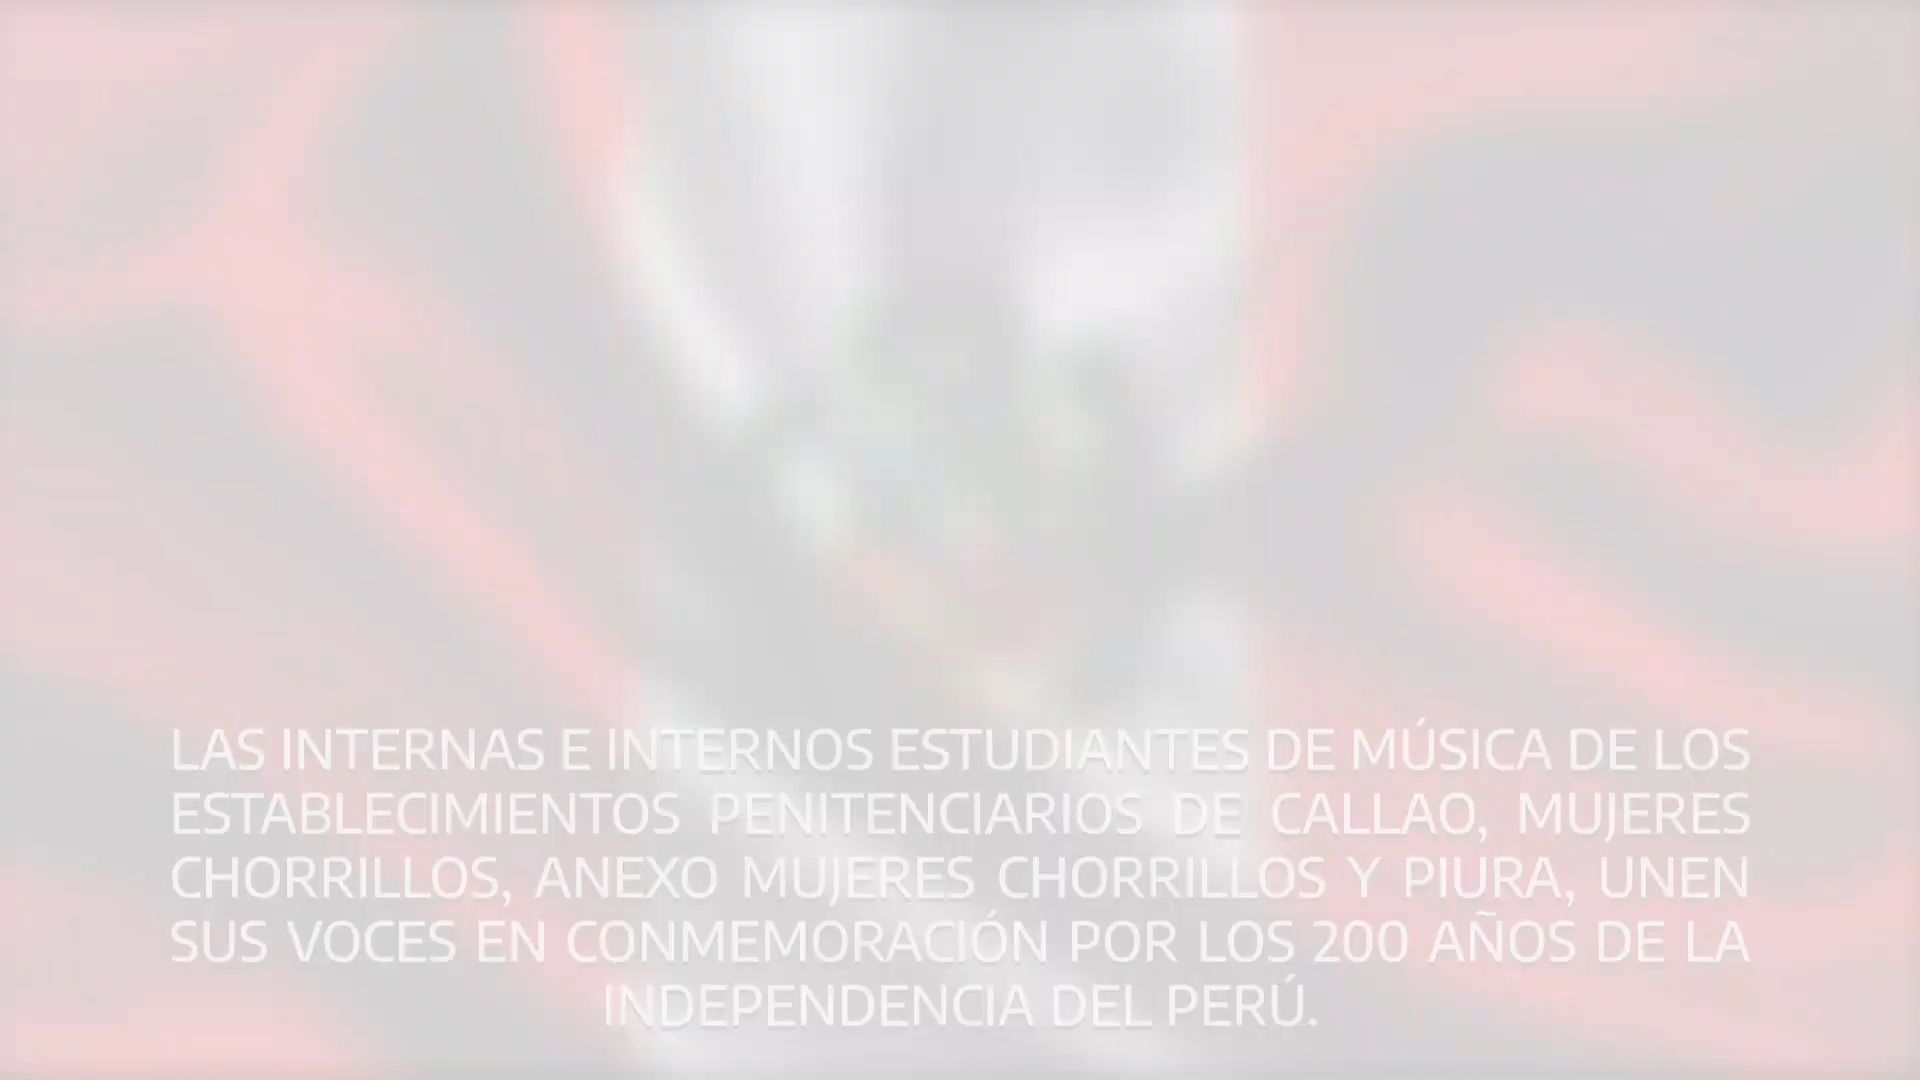 LAS INTERNAS E INTERNOS ESTUDIANTES DE MÚSICA DE LOS
ESTABLECIMIENTOS PENITENCIARIOS DE CALLAO, MUJERES
CHORRILLOS, ANEXO MUJERES CHORRILLOS Y PIURA, UNEN
SUS VOCES EN CONMEMORACIÓN POR LOS 200 AÑOS DE LA
INDEPENDENCIA DEL PERÚ.